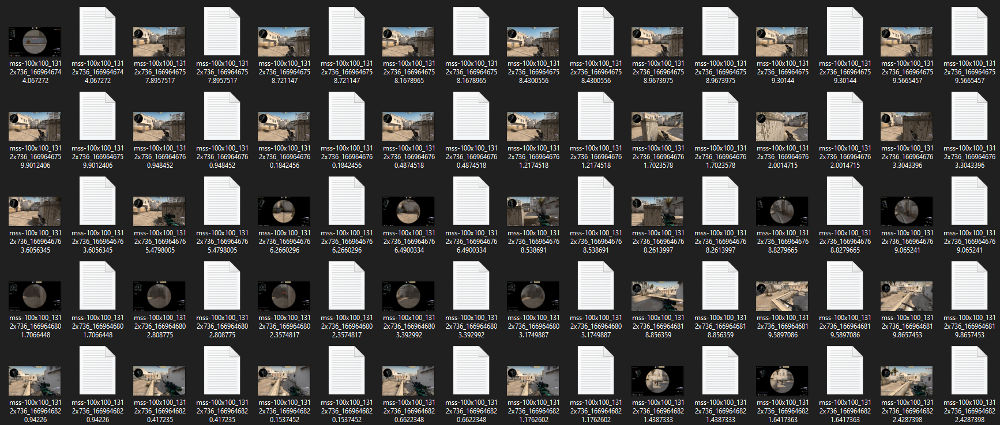 mss-100x100_131 mss-100x100_131 mss-100x100_131 mss-100x100_131 mss-100x100_131 mss-100x100_131 mss-100x100_131 mss-100x100_131 mss-100x100_131 mss-100x100_131 mss-100x100_131 mss-100x100_131 mss-100x100_131 mss-100x100_131 mss-100x100_131 mss-100x100_131
2x736_166964674 2x736_166964674 2x736_166964675 2x736_166964675 2x736_166964675 2x736_166964675 2x736_166964675 2x736_166964675 2x736_166964675 2x736_166964675 2x736_166964675 2x736_166964675 2x736_166964675 2x736_166964675 2x736_166964675 2x736_166964675
4.067272 4.067272 7.8957517 7.8957517 8.721147 8.721147 8.1678965 8.1678965 8.4300556 8.4300556 8.9673975 8.9673975 9.30144 9.30144 9.5665457 9.5665457
mss-100x100_131 mss-100x100_131 mss-100x100_131 mss-100x100_131 mss-100x100_131 mss-100x100_131 mss-100x100_131 mss-100x100_131 mss-100x100_131 mss-100x100_131 mss-100x100_131 mss-100x100_131 mss-100x100_131 mss-100x100_131 mss-100x100_131 mss-100x100_131
2x736_166964675 2x736_166964675 2x736_166964676 2x736_166964676 2x736_166964676 2x736_166964676 2x736_166964676 2x736_166964676 2x736_166964676 2x736_166964676 2x736_166964676 2x736_166964676 2x736_166964676 2x736_166964676 2x736_166964676 2x736_166964676
9.9012406 9.9012406 0.948452 0.948452 0.1842456 0.1842456 0.4874518 0.4874518 1.2174518 1.2174518 1.7023578 1.7023578 2.0014715 2.0014715 3.3043396 3.3043396
mss-100x100_131 mss-100x100_131 mss-100x100_131 mss-100x100_131 mss-100x100_131 mss-100x100_131 mss-100x100_131 mss-100x100_131 mss-100x100_131 mss-100x100_131 mss-100x100_131 mss-100x100_131 mss-100x100_131 mss-100x100_131 mss-100x100_131 mss-100x100_131
2x736_166964676 2x736_166964676 2x736_166964676 2x736_166964676 2x736_166964676 2x736_166964676 2x736_166964676 2x736_166964676 2x736_166964676 2x736_166964676 2x736_166964676 2x736_166964676 2x736_166964676 2x736_166964676 2x736_166964676 2x736_166964676
3.6056345 3.6056345 5.4798005 5.4798005 6.2660296 6.2660296 6.4900334 6.4900334 8.538691 8.538691 8.2613997 8.2613997 8.8279665 8.8279665 9.065241 9.065241
mss-100x100_131 mss-100x100_131 mss-100x100_131 mss-100x100_131 mss-100x100_131 mss-100x100_131 mss-100x100_131 mss-100x100_131 mss-100x100_131 mss-100x100_131 mss-100x100_131 mss-100x100_131 mss-100x100_131 mss-100x100_131 mss-100x100_131 mss-100x100_131
2x736_166964680 2x736_166964680 2x736_166964680 2x736_166964680 2x736_166964680 2x736_166964680 2x736_166964680 2x736_166964680 2x736_166964680 2x736_166964680 2x736_166964681 2x736_166964681 2x736_166964681 2x736_166964681 2x736_166964681 2x736_166964681
1.7066448 1.7066448 2.808775 2.808775 2.3574817 2.3574817 3.392992 3.392992 3.1749887 3.1749887 8.856359 8.856359 9.5897086 9.5897086 9.8657453 9.8657453
mss-100x100_131 mss-100x100_131 mss-100x100_131 mss-100x100_131 mss-100x100_131 mss-100x100_131 mss-100x100_131 mss-100x100_131 mss-100x100_131 mss-100x100_131 mss-100x100_131 mss-100x100_131 mss-100x100_131 mss-100x100_131 mss-100x100_131 mss-100x100_131
2x736_166964682 2x736_166964682 2x736_166964682 2x736_166964682 2x736_166964682 2x736_166964682 2x736_166964682 2x736_166964682 2x736_166964682 2x736_166964682 2x736_166964682 2x736_166964682 2x736_166964682 2x736_166964682 2x736_166964682 2x736_166964682
0.94226 0.94226 0.417235 0.417235 0.1537452 0.1537452 0.6622348 0.6622348 1.1762602 1.1762602 1.4387333 1.4387333 1.6417363 1.6417363 2.4287398 2.4287398